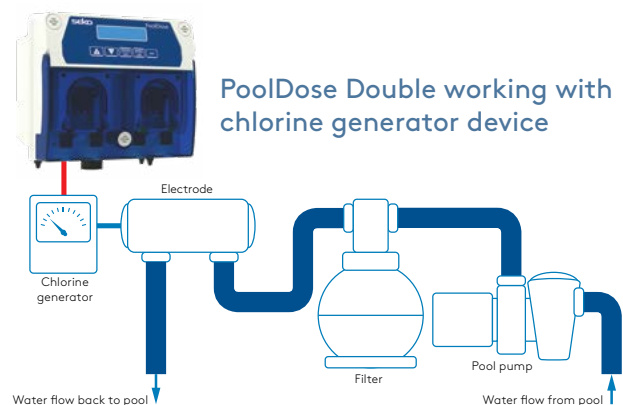 seko
PoolDose
PoolDose Double working with
chlorine generator device
Electrode
Chlorine
generator
Filter
Pool pump
Water flow back to pool
Water flow from pool